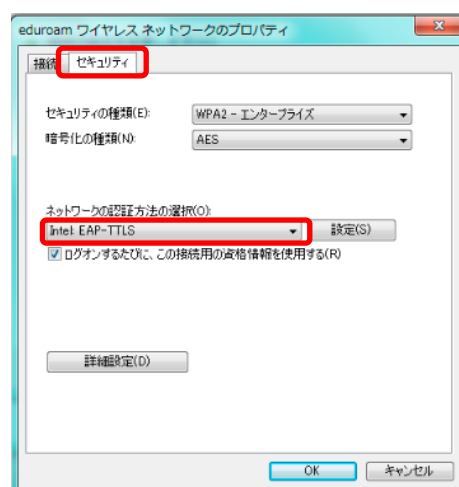 eduroam ワイヤレス ネットワークのプロパティ
接続 セキュリティ
セキュリティの種類(E): WPA2 - エンタープライズ
暗号化の種類(N): AES
ネットワークの認証方法の選択(O):
Intel: EAP-TTLS 設定(S)
ログオンするたびに、この接続用の資格情報を使用する(R)
詳細設定(D)
OK キャンセル